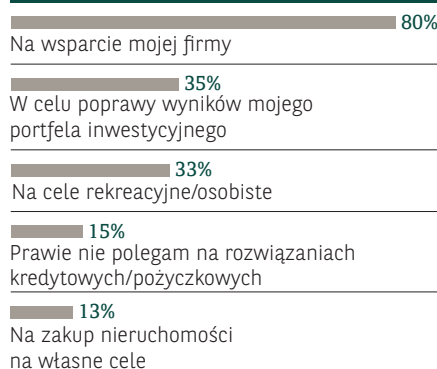 80%
Na wsparcie mojej firmy
35%
W celu poprawy wyników mojego
portfela inwestycyjnego
33%
Na cele rekreacyjne/osobiste
15%
Prawie nie polegam na rozwiązaniach
kredytowych/pożyczkowych
13%
Na zakup nieruchomości
na własne cele